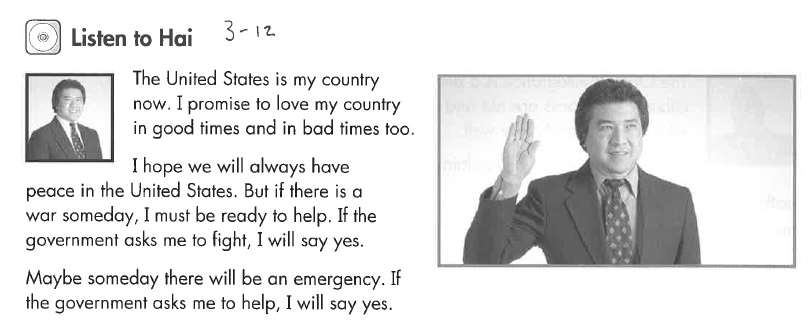 Listen to Hai 3-12
The United States is my country
now. I promise to love my country
in good times and in bad times too.
I hope we will always have
peace in the United States. But if there is a
war someday, I must be ready to help. If the
government asks me to fight, I will say yes.
Maybe someday there will be an emergency. If
the government asks me to help, I will say yes.